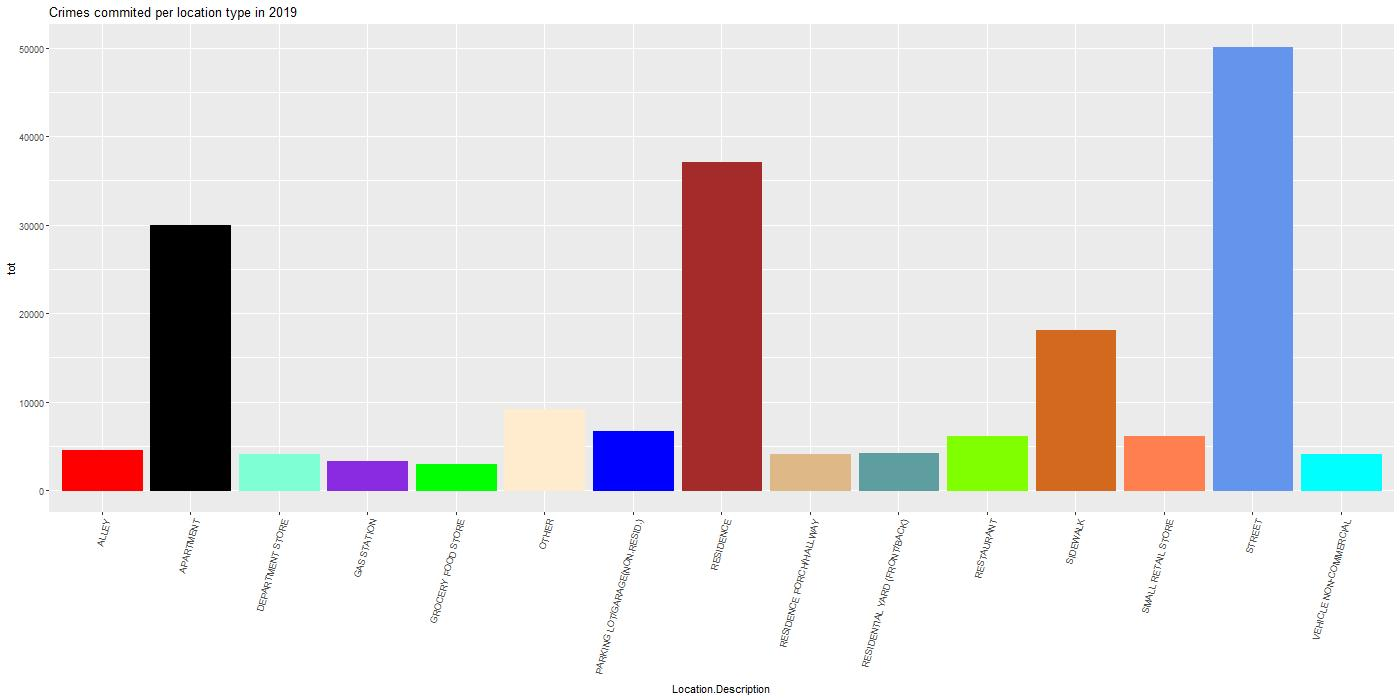 Crimes commited per location type in 2019
50000
40000
30000
20000
10000
0
tot
ALLEY
APARTMENT
DEPARTMENT STORE
GAS STATION
GROCERY FOOD STORE
OTHER
PARKING LOT/GARAGE(NON.RESID.)
RESIDENCE
RESIDENCE PORCH/HALLWAY
RESIDENTIAL YARD (FRONT/BACK)
RESTAURANT
SIDEWALK
SMALL RETAIL STORE
STREET
VEHICLE NON-COMMERCIAL
Location.Description